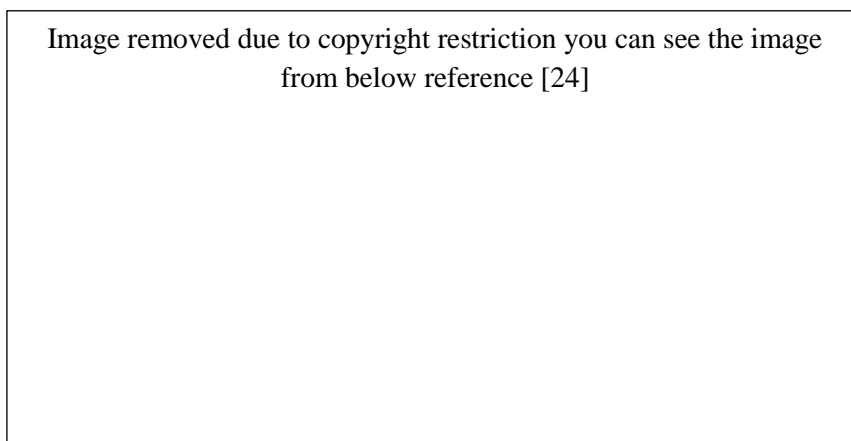 Image removed due to copyright restriction you can see the image
from below reference [24]